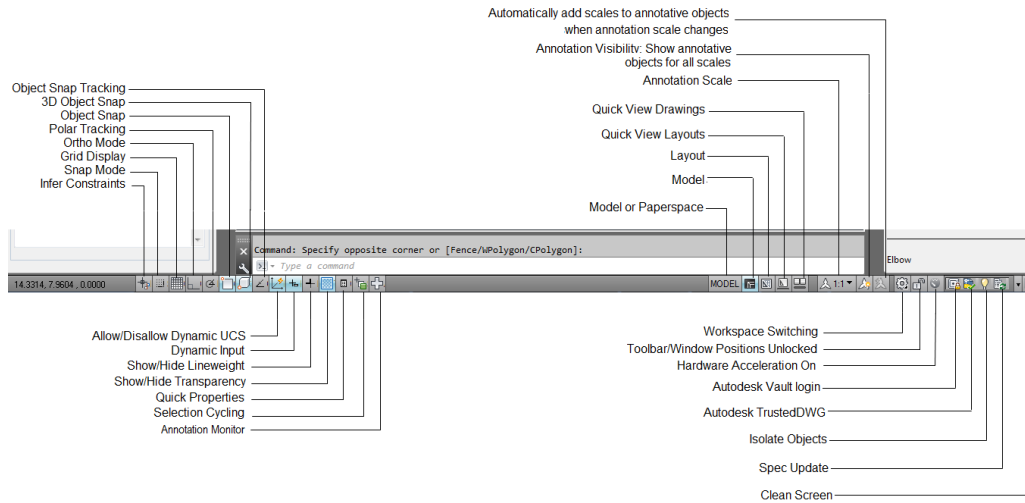 Automatically add scales to annotative objects
when annotation scale changes
Annotation Visibility: Show annotative
objects for all scales
Annotation Scale
Object Snap Tracking
3D Object Snap
Object Snap
Polar Tracking
Ortho Mode
Grid Display
Snap Mode
Infer Constraints
Quick View Drawings
Quick View Layouts
Layout
Model
Model or Paperspace
Command: Specify opposite corner or [Fence/WPolygon/CPolygon]:
Type a command
Elbow
14.3314, 7.9604 , 0.0000
MODEL
1:1
Allow/Disallow Dynamic UCS
Dynamic Input
Show/Hide Lineweight
Show/Hide Transparency
Quick Properties
Selection Cycling
Annotation Monitor
Workspace Switching
Toolbar/Window Positions Unlocked
Hardware Acceleration On
Autodesk Vault login
Autodesk TrustedDWG
Isolate Objects
Spec Update
Clean Screen